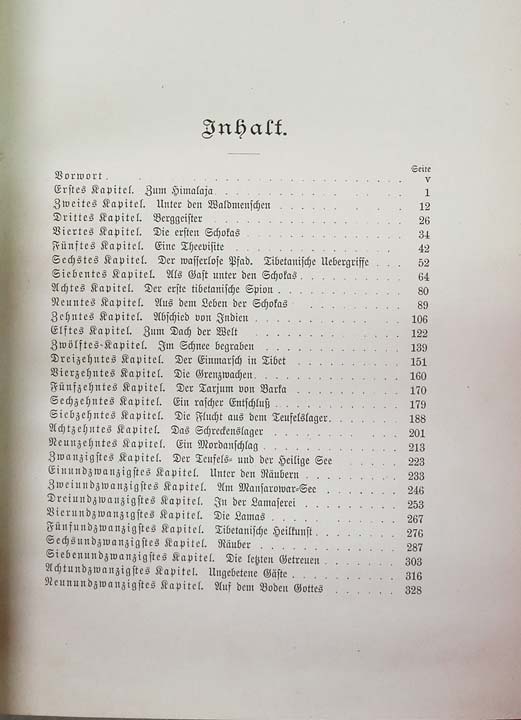 Inhalt.
Seite
Vorwort . . . . . . . . . . . . . . . V
Erstes Kapitel. Zum Himalaja . . . . . . . . . . 1
Zweites Kapitel. Unter den Waldmenschen . . . . . . . . 12
Drittes Kapitel. Berggeister . . . . . . . . . . 26
Viertes Kapitel. Die ersten Schokas . . . . . . . . . 34
Fünftes Kapitel. Eine Theevisite . . . . . . . . . . 42
Sechstes Kapitel. Der wasserlose Pfad. Tibetanische Uebergriffe . . . 52
Siebentes Kapitel. Als Gast unter den Schokas . . . . . . . 64
Achtes Kapitel. Der erste tibetanische Spion . . . . . . . 80
Neuntes Kapitel. Aus dem Leben der Schokas . . . . . . . 89
Zehntes Kapitel. Abschied von Indien . . . . . . . . 106
Elftes Kapitel. Zum Dach der Welt . . . . . . . . 122
Zwölftes-Kapitel. Im Schnee begraben . . . . . . . . 139
Dreizehntes Kapitel. Der Einmarsch in Tibet . . . . . . . 151
Vierzehntes Kapitel. Die Grenzwachen . . . . . . . . 160
Fünfzehntes Kapitel. Der Tarjum von Barka . . . . . . . 170
Sechzehntes Kapitel. Ein rascher Entschluß . . . . . . . 179
Siebzehntes Kapitel. Die Flucht aus dem Teufelslager . . . . . 188
Achtzehntes Kapitel. Das Schreckenslager . . . . . . . . 201
Neunzehntes Kapitel. Ein Mordanschlag . . . . . . . . 213
Zwanzigstes Kapitel. Der Teufels- und der Heilige See . . . . . 223
Einundzwanzigstes Kapitel. Unter den Räubern . . . . . . 233
Zweiundzwanzigstes Kapitel. Am Mansarowar-See . . . . . . 246
Dreiundzwanzigstes Kapitel. In der Lamaserei . . . . . . 253
Vierundzwanzigstes Kapitel. Die Lamas . . . . . . . . 267
Fünfundzwanzigstes Kapitel. Tibetanische Heilkunst . . . . . 276
Sechsundzwanzigstes Kapitel. Räuber . . . . . . . . 287
Siebenundzwanzigstes Kapitel. Die letzten Getreuen . . . . . 303
Achtundzwanzigstes Kapitel. Ungebetene Gäste . . . . . . 316
Neunundzwanzigstes Kapitel. Auf dem Boden Gottes . . . . . 328